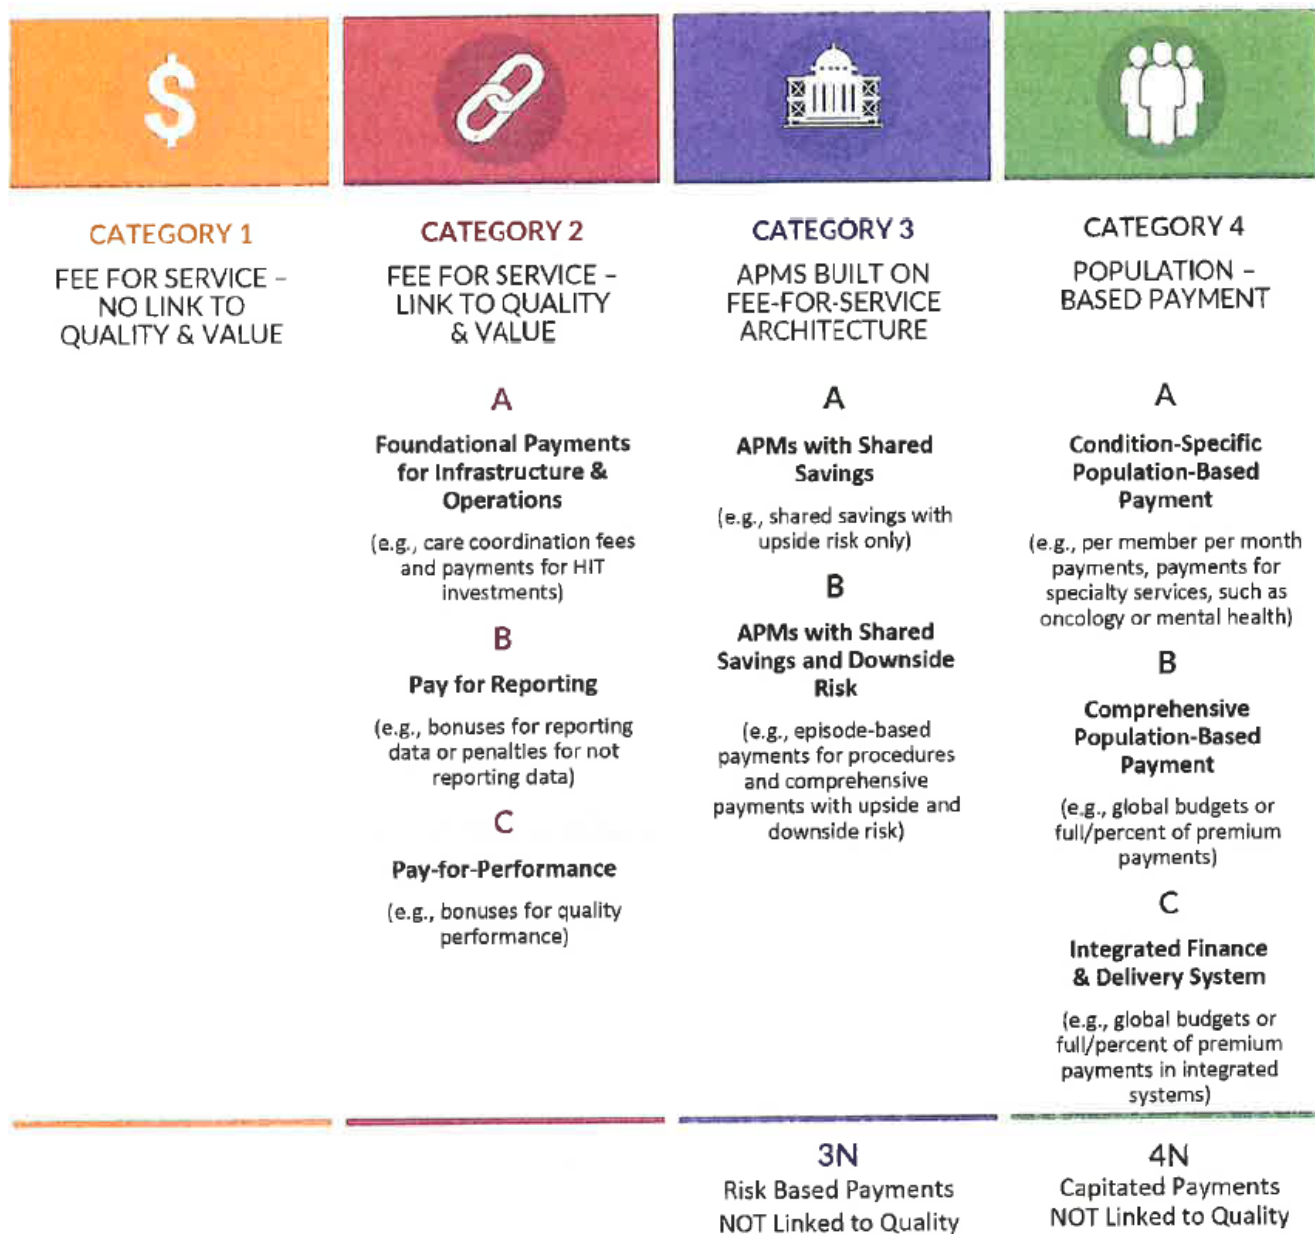 $
CATEGORY 1
FEE FOR SERVICE –
NO LINK TO
QUALITY & VALUE
CATEGORY 2
FEE FOR SERVICE –
LINK TO QUALITY
& VALUE
A
Foundational Payments
for Infrastructure &
Operations
(e.g., care coordination fees
and payments for HIT
investments)
B
Pay for Reporting
(e.g., bonuses for reporting
data or penalties for not
reporting data)
C
Pay-for-Performance
(e.g., bonuses for quality
performance)
CATEGORY 3
APMS BUILT ON
FEE-FOR-SERVICE
ARCHITECTURE
A
APMs with Shared
Savings
(e.g., shared savings with
upside risk only)
B
APMs with Shared
Savings and Downside
Risk
(e.g., episode-based
payments for procedures
and comprehensive
payments with upside and
downside risk)
3N
Risk Based Payments
NOT Linked to Quality
CATEGORY 4
POPULATION –
BASED PAYMENT
A
Condition-Specific
Population-Based
Payment
(e.g., per member per month
payments, payments for
specialty services, such as
oncology or mental health)
B
Comprehensive
Population-Based
Payment
(e.g., global budgets or
full/percent of premium
payments)
C
Integrated Finance
& Delivery System
(e.g., global budgets or
full/percent of premium
payments in integrated
systems)
4N
Capitated Payments
NOT Linked to Quality